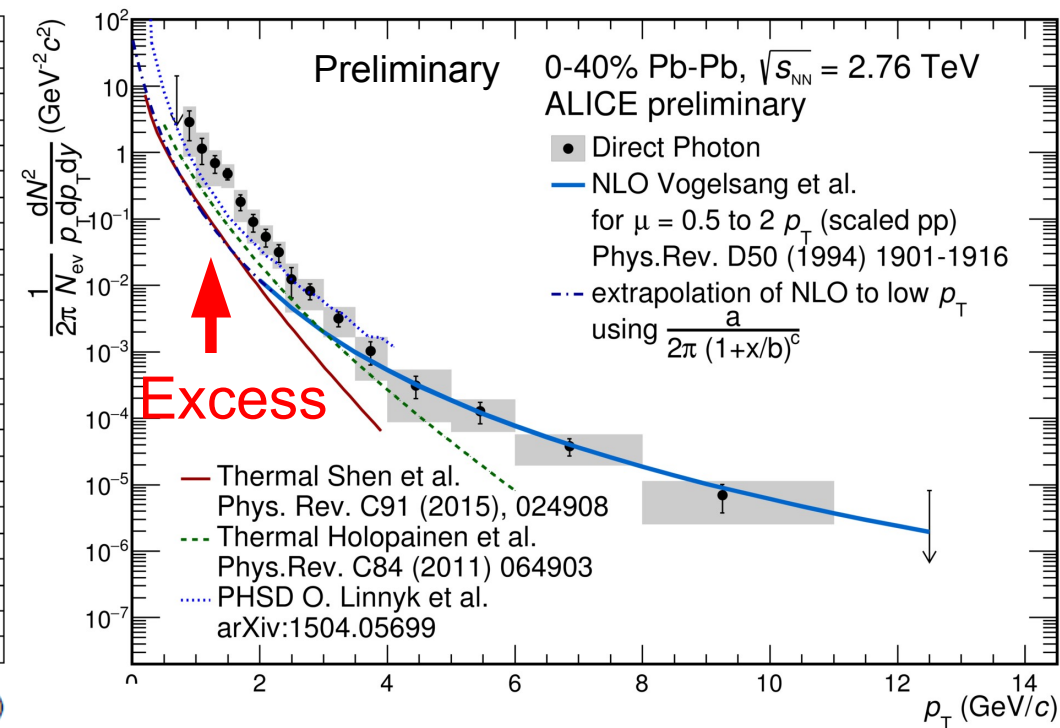 Preliminary
0-40% Pb-Pb, √s_NN = 2.76 TeV
ALICE preliminary
Direct Photon
NLO Vogelsang et al.
for μ = 0.5 to 2 p_T (scaled pp)
Phys.Rev. D50 (1994) 1901-1916
extrapolation of NLO to low p_T
using a / 2π (1+x/b)^c
Excess
Thermal Shen et al.
Phys. Rev. C91 (2015), 024908
Thermal Holopainen et al.
Phys.Rev. C84 (2011) 064903
PHSD O. Linnyk et al.
arXiv:1504.05699
1/(2π N_ev) dN²/(p_T dp_T dy) (GeV⁻²c²)
10²
10
1
10⁻¹
10⁻²
10⁻³
10⁻⁴
10⁻⁵
10⁻⁶
10⁻⁷
0 2 4 6 8 10 12 14
p_T (GeV/c)